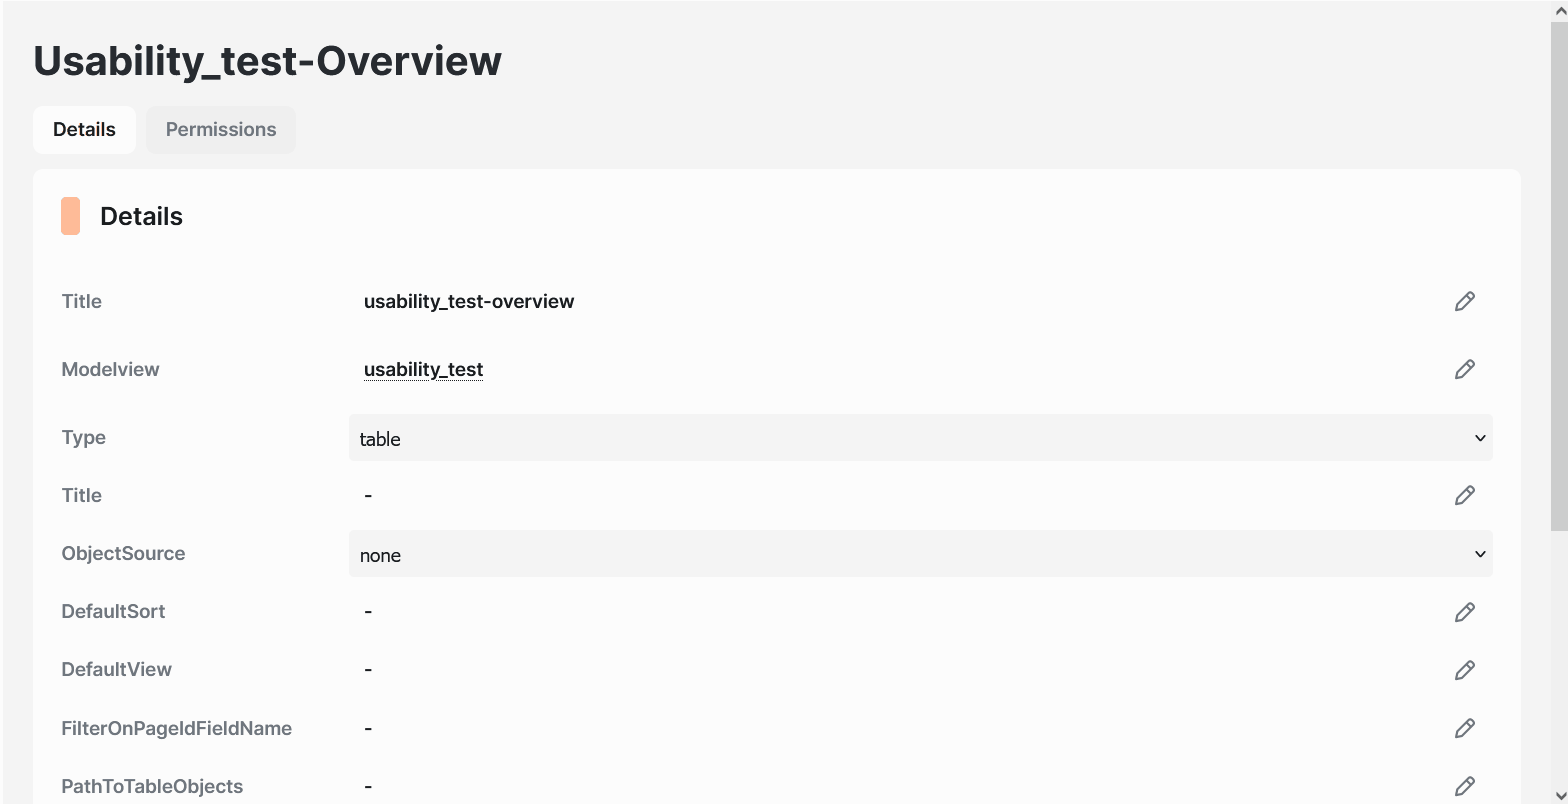 Usability_test-Overview
Details Permissions
Details
Title usability_test-overview
Modelview usability_test
Type table
Title -
ObjectSource none
DefaultSort -
DefaultView -
FilterOnPageIdFieldName -
PathToTableObjects -